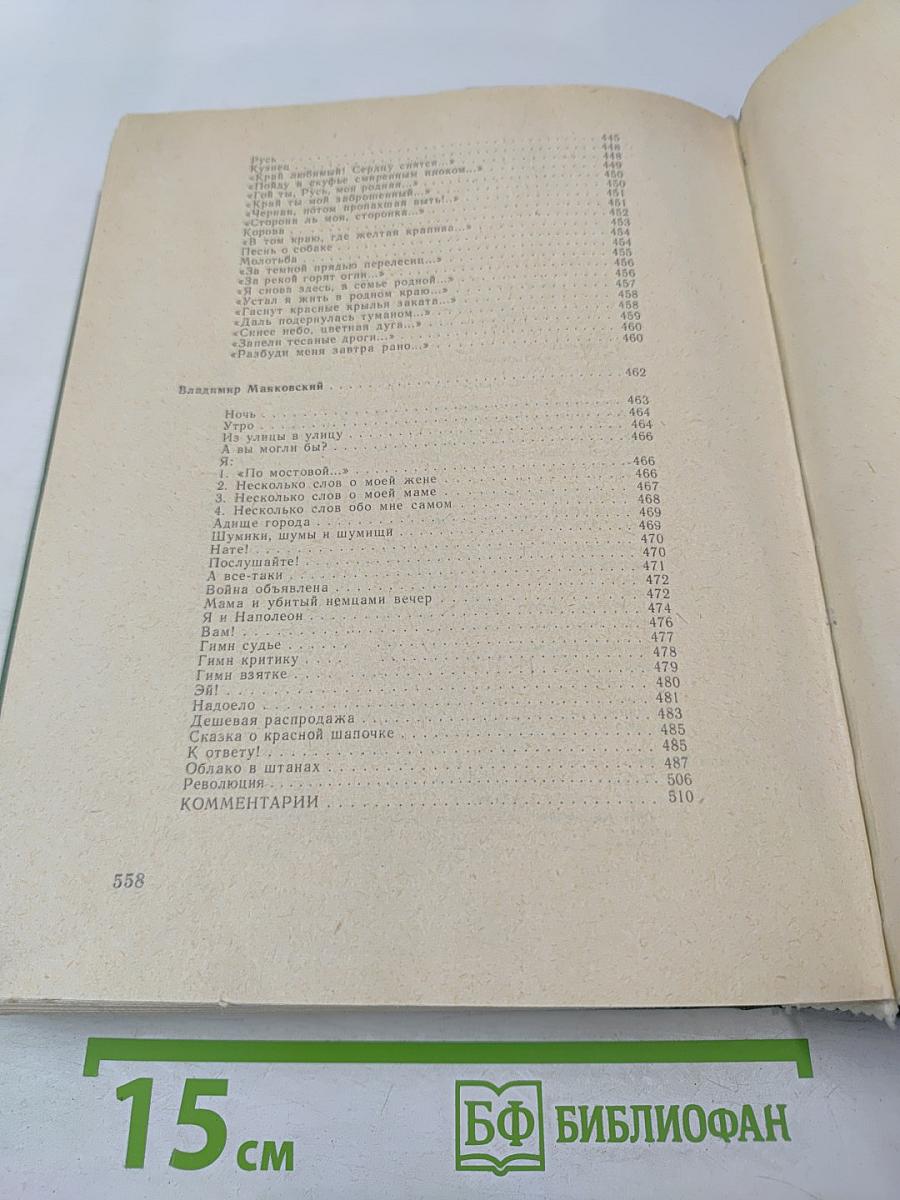 Русь . . . 445
Кузнец . . . 448
«Край любимый! Сердцу снятся...» . . . 448
«Пойду в скуфье смиренным иноком...» . . . 449
«Гой ты, Русь, моя родная...» . . . 450
«Край ты мой заброшенный...» . . . 450
«Черная, потом пропахшая выть!..» . . . 451
«Сторона ль моя, сторонка...» . . . 451
Корова . . . 452
«В том краю, где желтая крапива...» . . . 453
Песнь о собаке . . . 454
Молотьба . . . 454
«За темной прядью перелесиц...» . . . 455
«За рекой горят огни...» . . . 456
«Я снова здесь, в семье родной...» . . . 456
«Устал я жить в родном краю...» . . . 457
«Гаснут красные крылья заката...» . . . 458
«Даль подернулась туманом...» . . . 458
«Синее небо, цветная дуга...» . . . 459
«Запели тесаные дроги...» . . . 460
«Разбуди меня завтра рано...» . . . 460
Владимир Маяковский . . . 462
Ночь . . . 463
Утро . . . 464
Из улицы в улицу . . . 464
А вы могли бы? . . . 466
Я:
1. «По мостовой...» . . . 466
2. Несколько слов о моей жене . . . 466
3. Несколько слов о моей маме . . . 467
4. Несколько слов обо мне самом . . . 468
Адище города . . . 469
Шумики, шумы и шумищи . . . 469
Нате! . . . 470
Послушайте! . . . 470
А все-таки . . . 471
Война объявлена . . . 472
Мама и убитый немцами вечер . . . 472
Я и Наполеон . . . 474
Вам! . . . 476
Гимн судье . . . 477
Гимн критику . . . 478
Гимн взятке . . . 479
Эй! . . . 480
Надоело . . . 481
Дешевая распродажа . . . 483
Сказка о красной шапочке . . . 485
К ответу! . . . 485
Облако в штанах . . . 487
Революция . . . 506
КОММЕНТАРИИ . . . 510
558
15 см
БФ БИБЛИОФАН